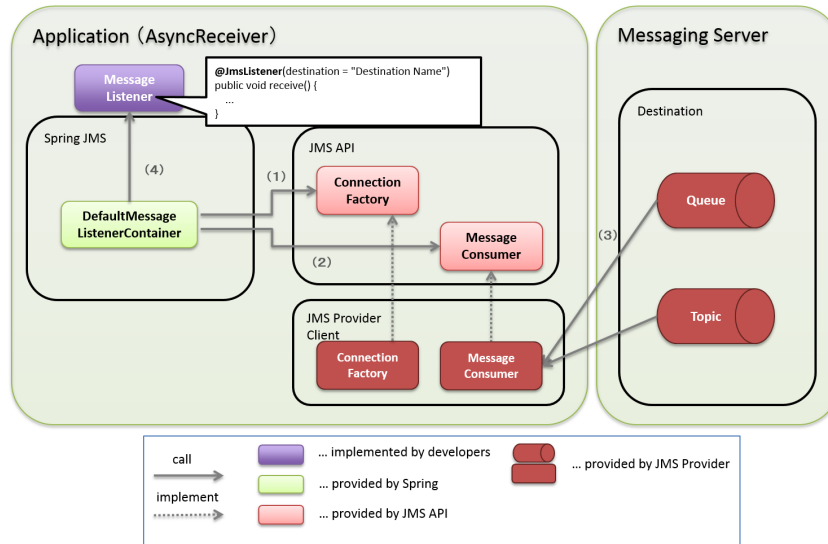 Application （AsyncReceiver）
Messaging Server
Message
Listener
@JmsListener(destination = "Destination Name")
public void receive() {
...
}
Spring JMS
(4)
DefaultMessage
ListenerContainer
(1)
(2)
JMS API
Connection
Factory
Message
Consumer
JMS Provider
Client
Connection
Factory
Message
Consumer
Destination
Queue
(3)
Topic
call
implement
... implemented by developers
... provided by Spring
... provided by JMS API
... provided by JMS Provider